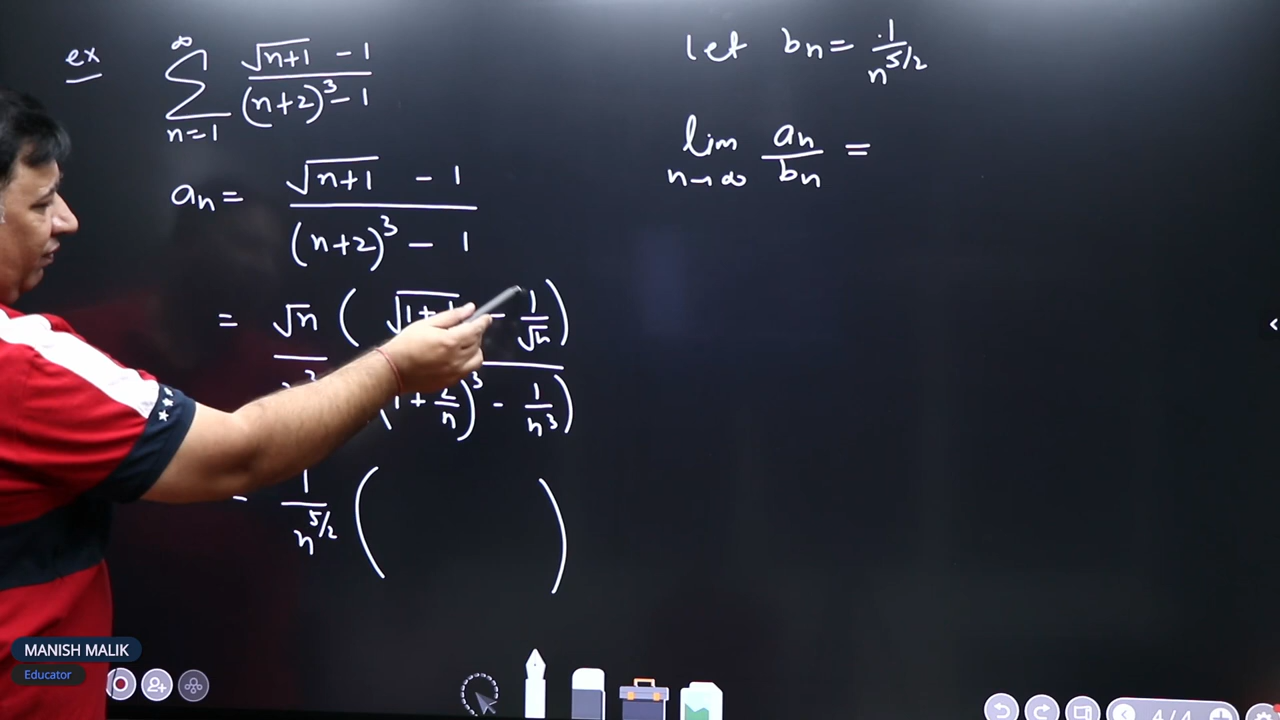 ex ∞ Σ n=1 √(n+1) - 1 / (n+2)³ - 1
aₙ = √(n+1) - 1 / (n+2)³ - 1
= √n ( - 1/√n ) / + 2/n )³ - 1/n³ )
1/n^5/2 ( )
let bₙ = 1/n^5/2
lim n→∞ aₙ/bₙ =
MANISH MALIK
Educator